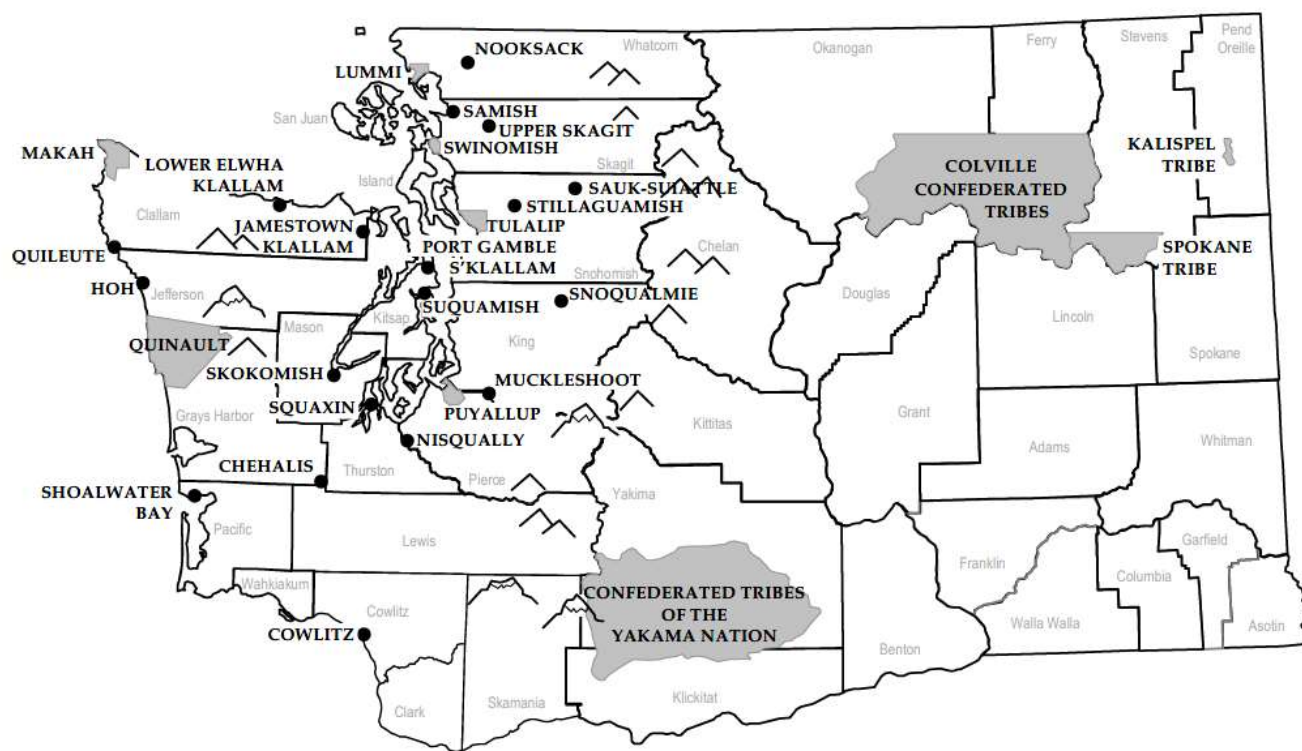 NOOKSACK
Whatcom
Okanogan
Ferry
Stevens
Pend
Oreille
LUMMI
San Juan
SAMISH
UPPER SKAGIT
SWINOMISH
Skagit
MAKAH
LOWER ELWHA
KLALLAM
Island
SAUK-SUIATTLE
STILLAGUAMISH
TULALIP
COLVILLE
CONFEDERATED
TRIBES
KALISPEL
TRIBE
Clallam
JAMESTOWN
KLALLAM
PORT GAMBLE
S'KLALLAM
Chelan
QUILEUTE
SPOKANE
TRIBE
HOH
Jefferson
Snohomish
SNOQUALMIE
SUQUAMISH
Douglas
Lincoln
Kitsap
Mason
King
QUINAULT
Spokane
SKOKOMISH
MUCKLESHOOT
SQUAXIN
PUYALLUP
Grays Harbor
Kittitas
Grant
NISQUALLY
Adams
Whitman
CHEHALIS
Thurston
Pierce
Yakima
SHOALWATER
BAY
Pacific
Lewis
Garfield
Franklin
Columbia
Wahkiakum
CONFEDERATED TRIBES
OF THE
YAKAMA NATION
Cowlitz
COWLITZ
Walla Walla
Asotin
Benton
Klickitat
Skamania
Clark